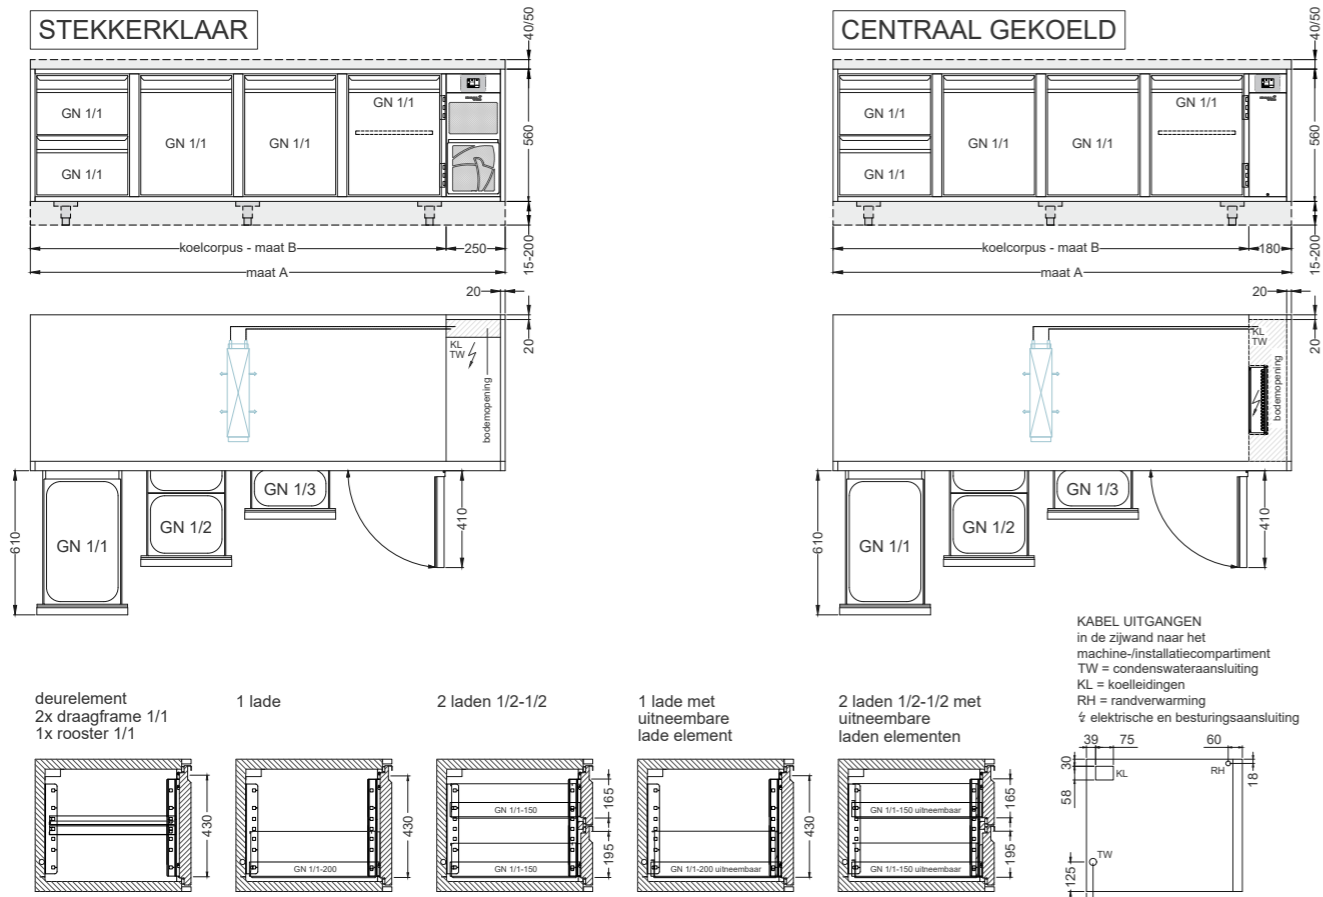 STEKKERKLAAR
40/50
GN 1/1
GN 1/1
GN 1/1
GN 1/1
GN 1/1
560
koelcorpus - maat B
250
maat A
15-200
20
20
KL
TW
bodemopening
GN 1/1
GN 1/2
GN 1/3
610
410
CENTRAAL GEKOELD
40/50
GN 1/1
GN 1/1
GN 1/1
GN 1/1
GN 1/1
560
koelcorpus - maat B
180
maat A
15-200
20
20
KL
TW
bodemopening
GN 1/1
GN 1/2
GN 1/3
610
410
KABEL UITGANGEN
in de zijwand naar het
machine-/installatiecompartiment
TW = condenswateraansluiting
KL = koelleidingen
RH = randverwarming
elektrische en besturingsaansluiting
deurelement
2x draagframe 1/1
1x rooster 1/1
430
1 lade
GN 1/1-200
430
2 laden 1/2-1/2
GN 1/1-150
GN 1/1-150
165
195
1 lade met
uitneembare
lade element
GN 1/1-200 uitneembaar
430
2 laden 1/2-1/2 met
uitneembare
laden elementen
GN 1/1-150 uitneembaar
GN 1/1-150 uitneembaar
165
195
39
75
60
30
KL
RH
18
58
TW
125